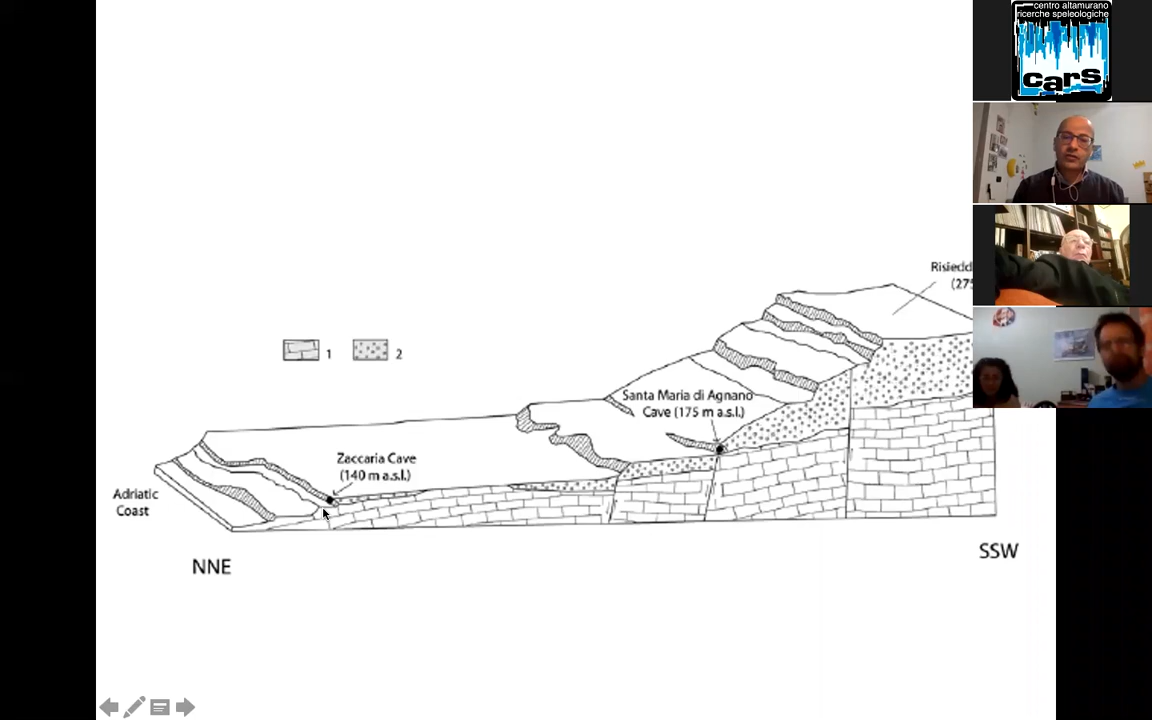 centro altamurano
ricerche speleologiche
cars
Risiedd
(275
1
2
Santa Maria di Agnano
Cave (175 m a.s.l.)
Zaccaria Cave
(140 m a.s.l.)
Adriatic
Coast
NNE
SSW